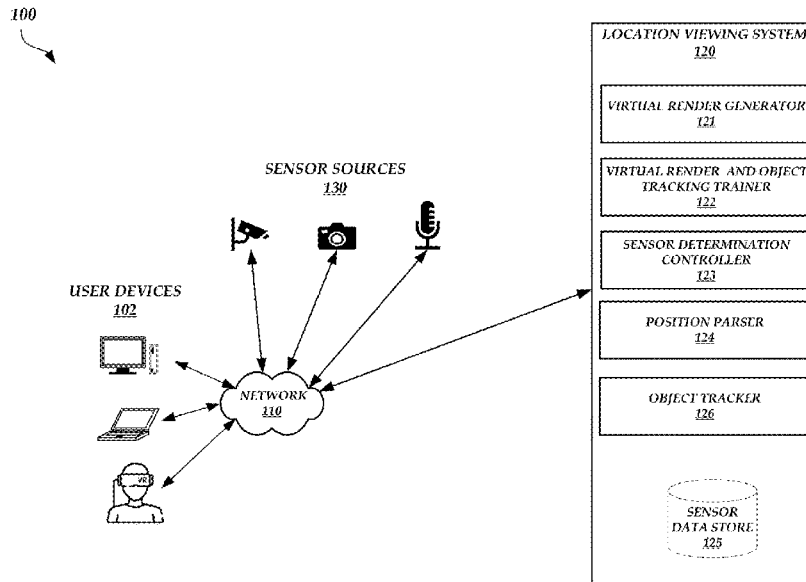 100
LOCATION VIEWING SYSTEM
120
VIRTUAL RENDER GENERATOR
121
VIRTUAL RENDER AND OBJECT
TRACKING TRAINER
122
SENSOR DETERMINATION
CONTROLLER
123
POSITION PARSER
124
OBJECT TRACKER
126
SENSOR
DATA STORE
125
SENSOR SOURCES
130
USER DEVICES
102
NETWORK
110
VR